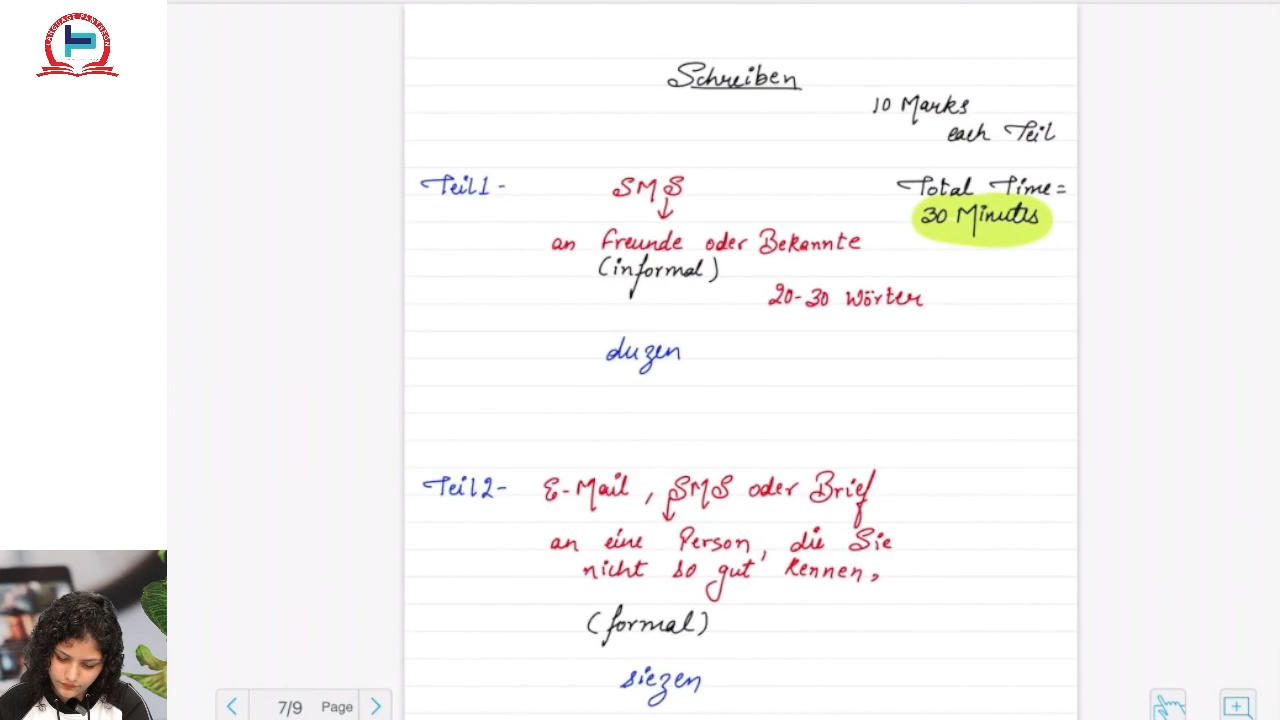 LANGUAGE PANTHEON
Schreiben
10 Marks
each Teil
Teil 1 - SMS
Total Time =
30 Minutes
an Freunde oder Bekannte
(informal)
20-30 Wörter
duzen
Teil 2 - E-Mail, SMS oder Brief
an eine Person, die Sie
nicht so gut kennen.
(formal)
siezen
7/9 Page